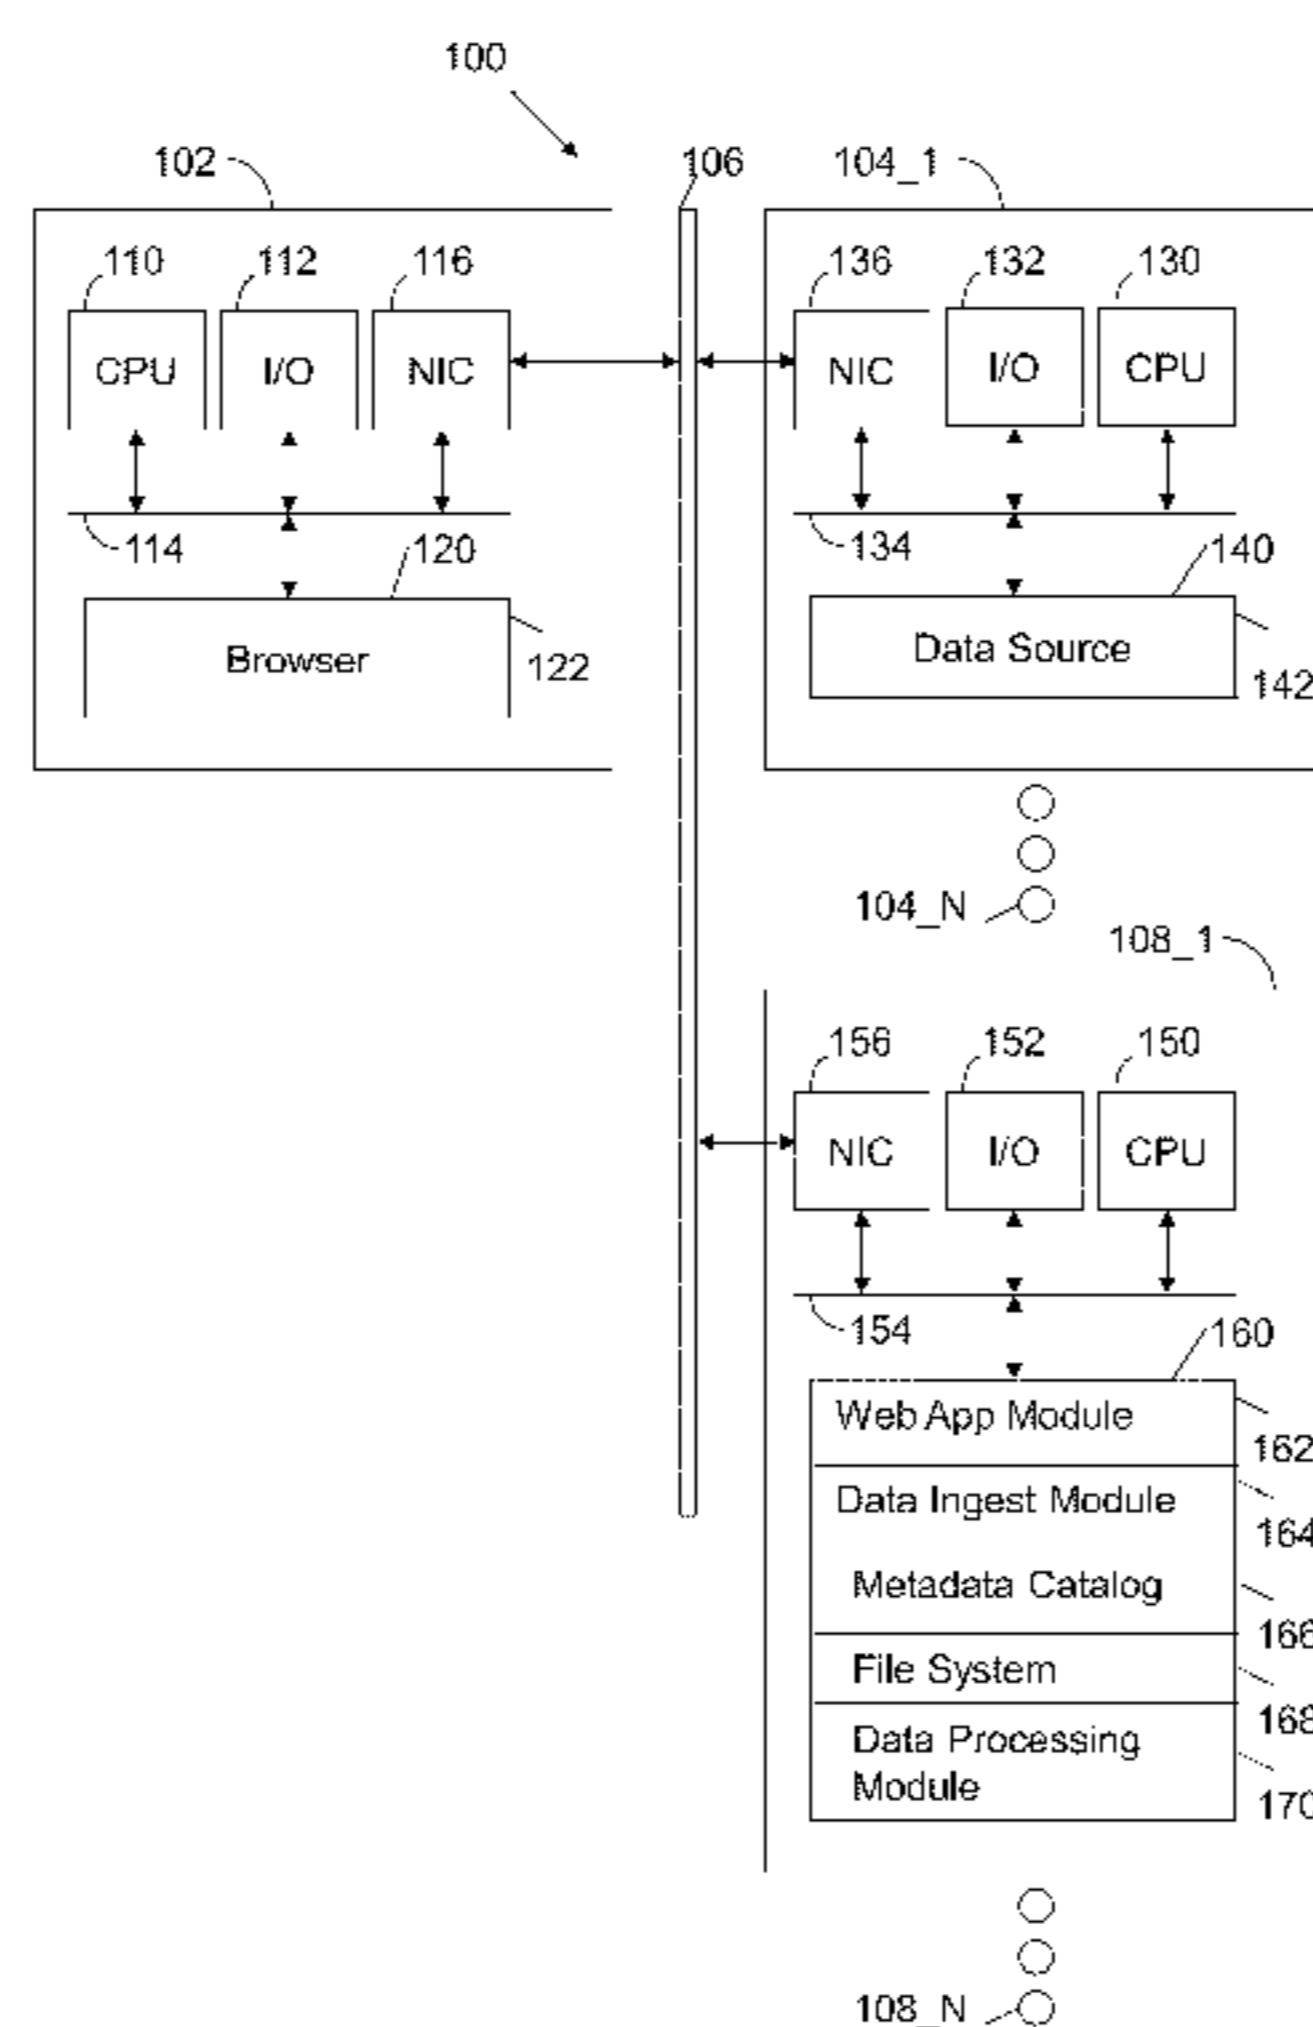 100
102
106
104_1
110
112
116
136
132
130
CPU
I/O
NIC
NIC
I/O
CPU
114
120
134
140
Browser
122
Data Source
142
104_N
108_1
156
152
150
NIC
I/O
CPU
154
160
Web App Module
162
Data Ingest Module
164
Metadata Catalog
166
File System
168
Data Processing
Module
170
108_N